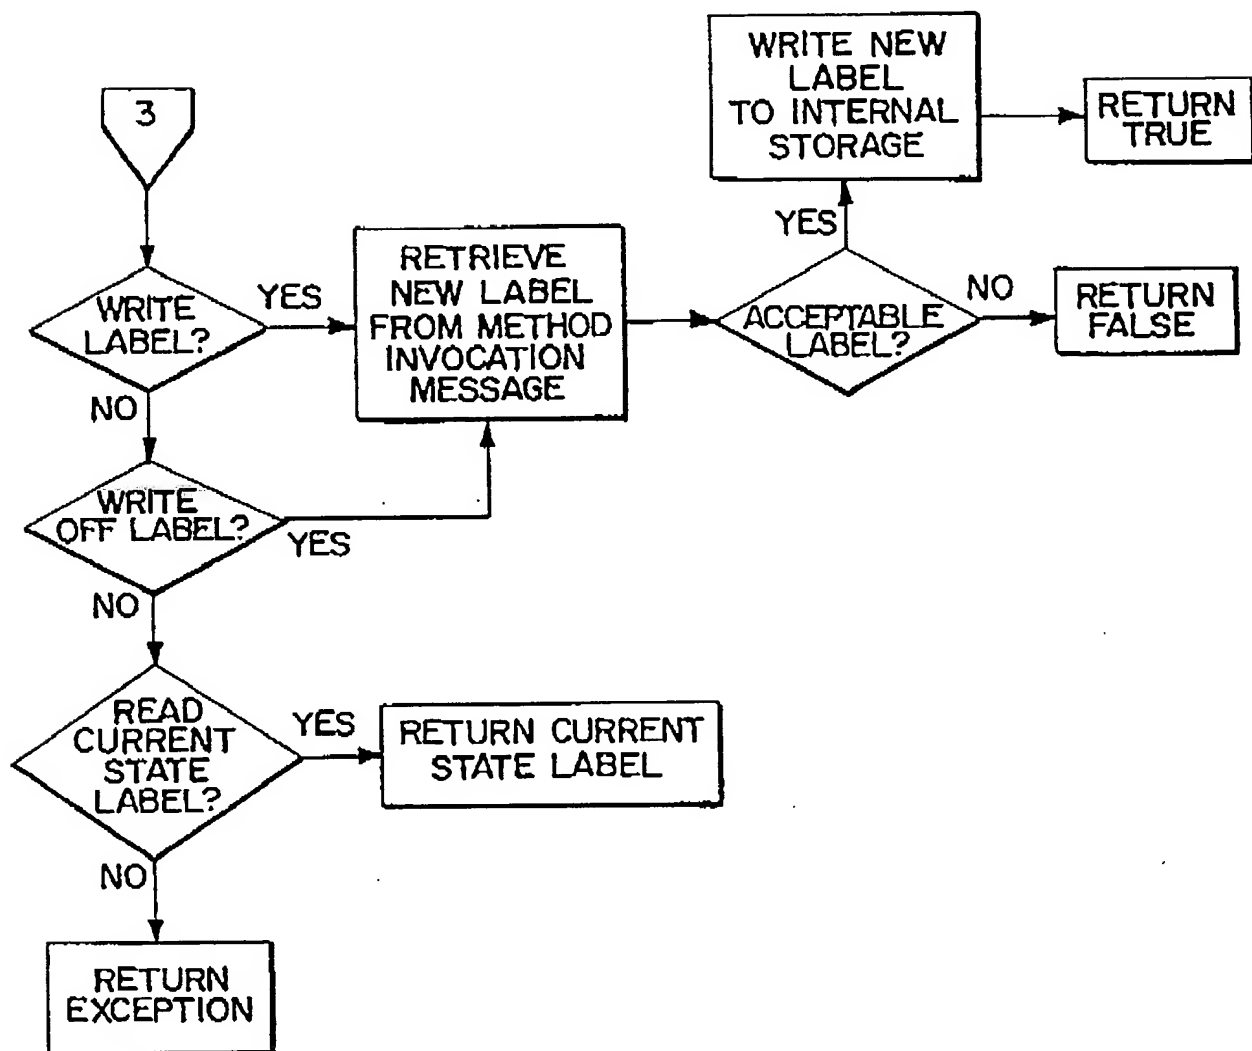 3
WRITE
LABEL?
YES
NO
RETRIEVE
NEW LABEL
FROM METHOD
INVOCATION
MESSAGE
ACCEPTABLE
LABEL?
YES
WRITE NEW
LABEL
TO INTERNAL
STORAGE
RETURN
TRUE
NO
RETURN
FALSE
WRITE
OFF LABEL?
YES
NO
READ
CURRENT
STATE
LABEL?
YES
RETURN CURRENT
STATE LABEL
NO
RETURN
EXCEPTION